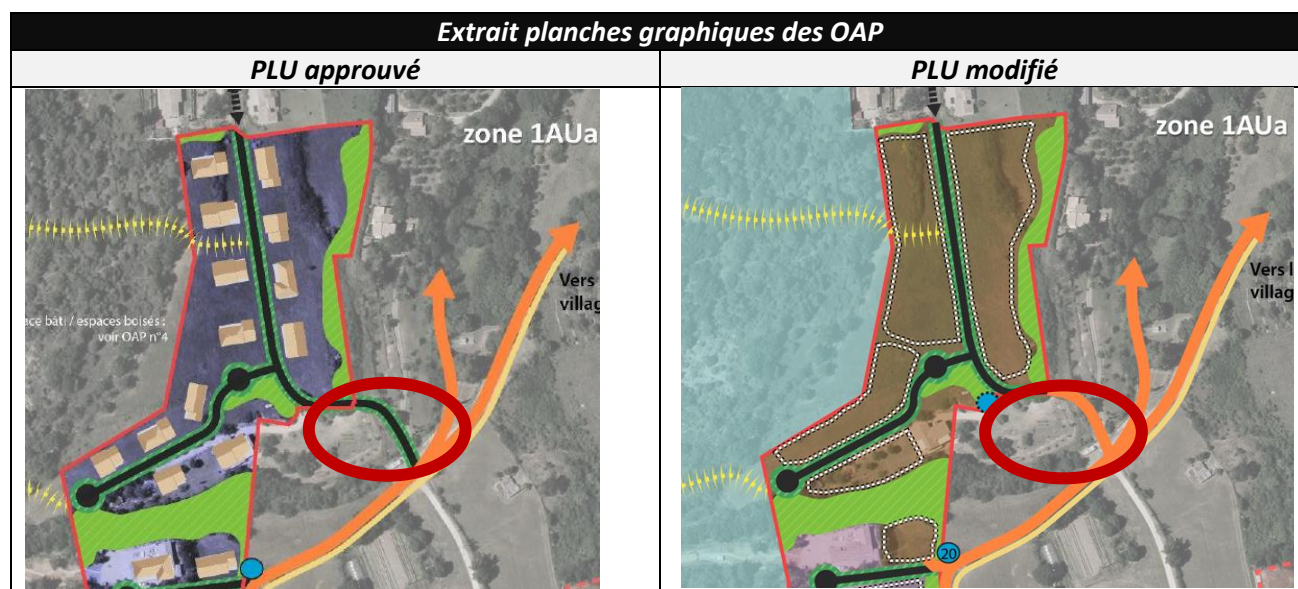 Extrait planches graphiques des OAP
PLU approuvé
PLU modifié
zone 1AUa
Vers
villag
ace bâti / espaces boisés :
voir OAP n°4
zone 1AUa
Vers l
villag
20